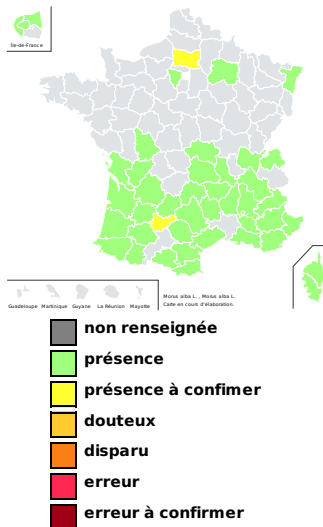 Île-de-France
Guadeloupe Martinique Guyane La Réunion Mayotte
Morus alba L. , Morus alba L.
Carte en cours d'élaboration.
non renseignée
présence
présence à confimer
douteux
disparu
erreur
erreur à confirmer